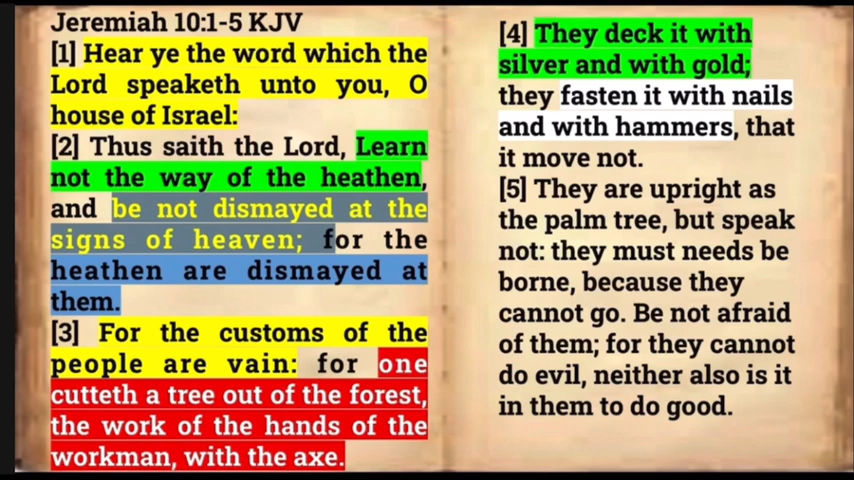 Jeremiah 10:1-5 KJV
[1] Hear ye the word which the
Lord speaketh unto you, O
house of Israel:
[2] Thus saith the Lord, Learn
not the way of the heathen,
and be not dismayed at the
signs of heaven; for the
heathen are dismayed at
them.
[3] For the customs of the
people are vain: for one
cutteth a tree out of the forest,
the work of the hands of the
workman, with the axe.
[4] They deck it with
silver and with gold;
they fasten it with nails
and with hammers, that
it move not.
[5] They are upright as
the palm tree, but speak
not: they must needs be
borne, because they
cannot go. Be not afraid
of them; for they cannot
do evil, neither also is it
in them to do good.